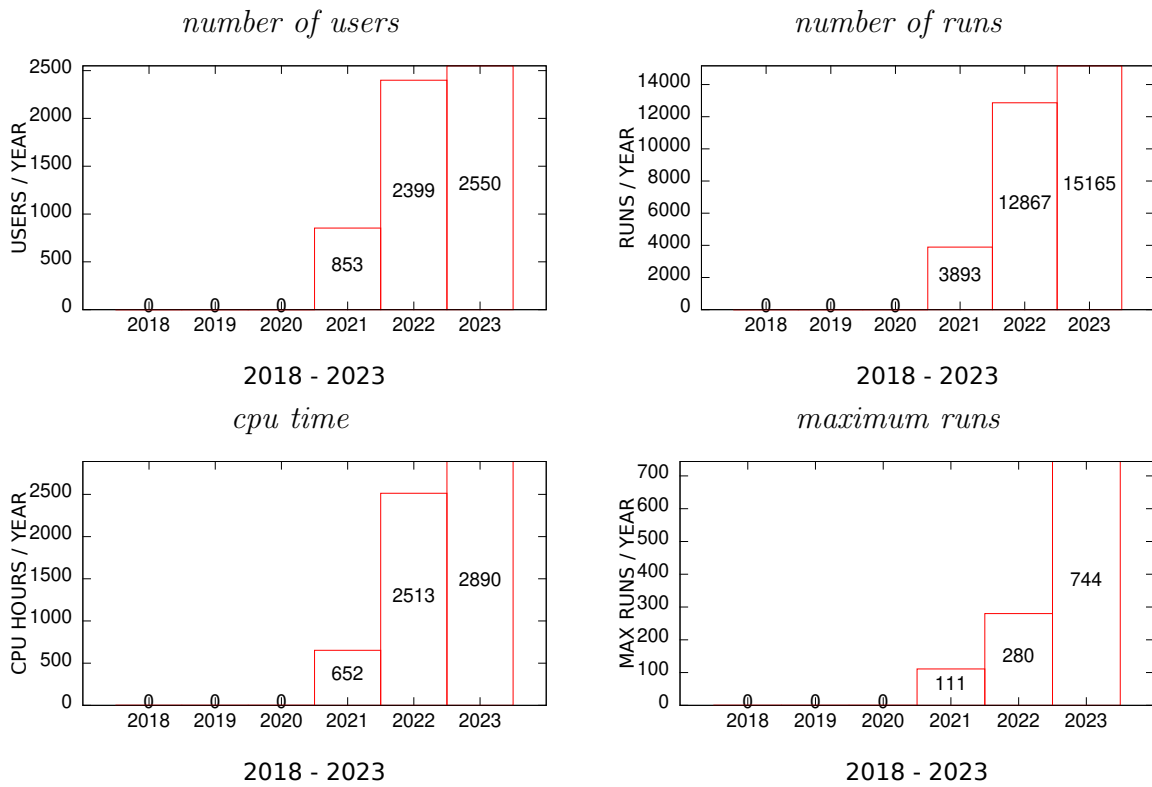 number of users
2500
2000
1500
1000
500
0
USERS / YEAR
0 0 0 853 2399 2550
2018 2019 2020 2021 2022 2023
2018 - 2023
number of runs
14000
12000
10000
8000
6000
4000
2000
0
RUNS / YEAR
0 0 0 3893 12867 15165
2018 2019 2020 2021 2022 2023
2018 - 2023
cpu time
2500
2000
1500
1000
500
0
CPU HOURS / YEAR
0 0 0 652 2513 2890
2018 2019 2020 2021 2022 2023
2018 - 2023
maximum runs
700
600
500
400
300
200
100
0
MAX RUNS / YEAR
0 0 0 111 280 744
2018 2019 2020 2021 2022 2023
2018 - 2023